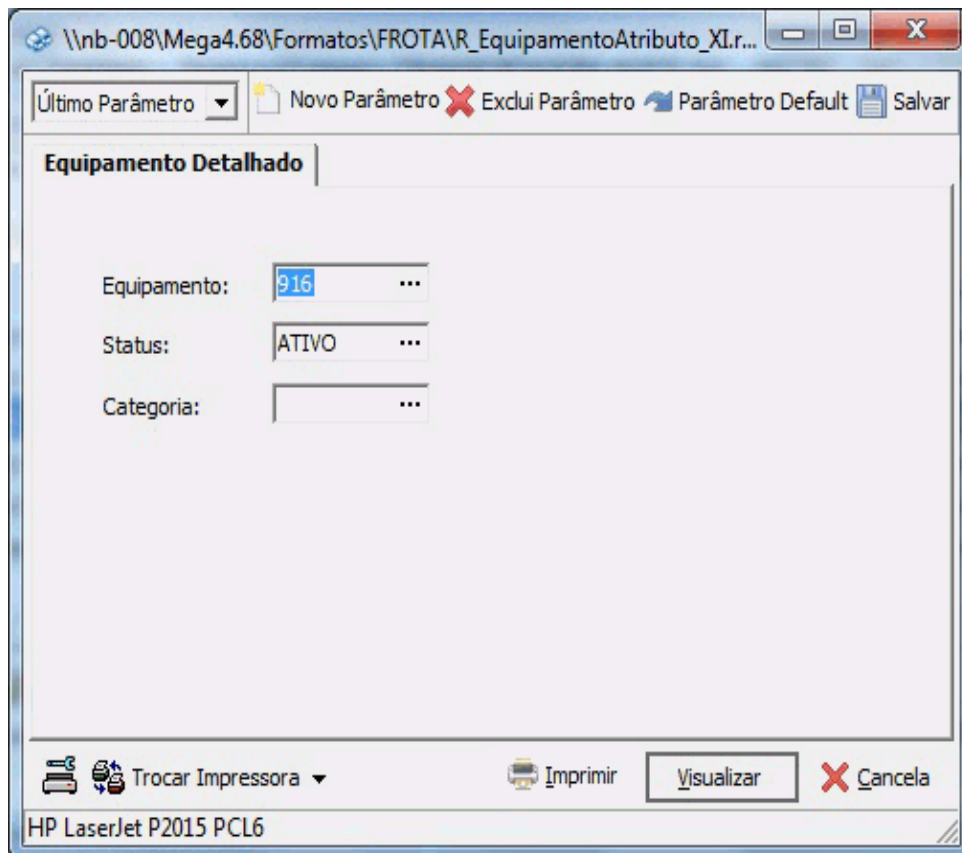 \\nb-008\Mega4.68\Formatos\FROTA\R_EquipamentoAtributo_XI.r...
Último Parâmetro Novo Parâmetro Exclui Parâmetro Parâmetro Default Salvar
Equipamento Detalhado
Equipamento: 916 ...
Status: ATIVO ...
Categoria: ...
Trocar Impressora Imprimir Visualizar Cancela
HP LaserJet P2015 PCL6